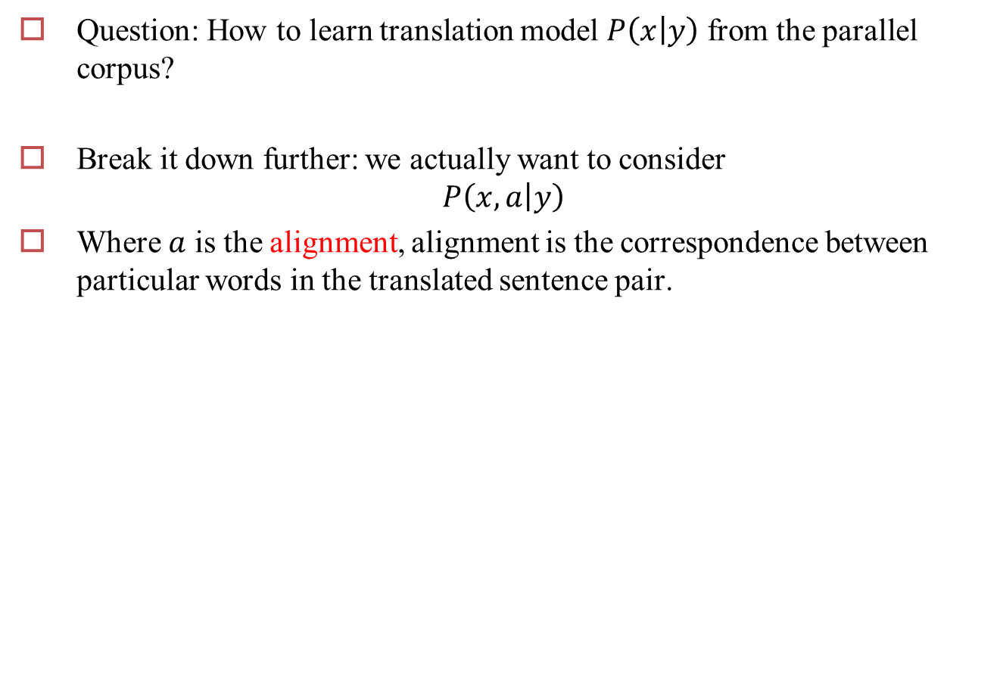 Question: How to learn translation model P(x|y) from the parallel
corpus?
Break it down further: we actually want to consider
P(x, a|y)
Where a is the alignment, alignment is the correspondence between
particular words in the translated sentence pair.